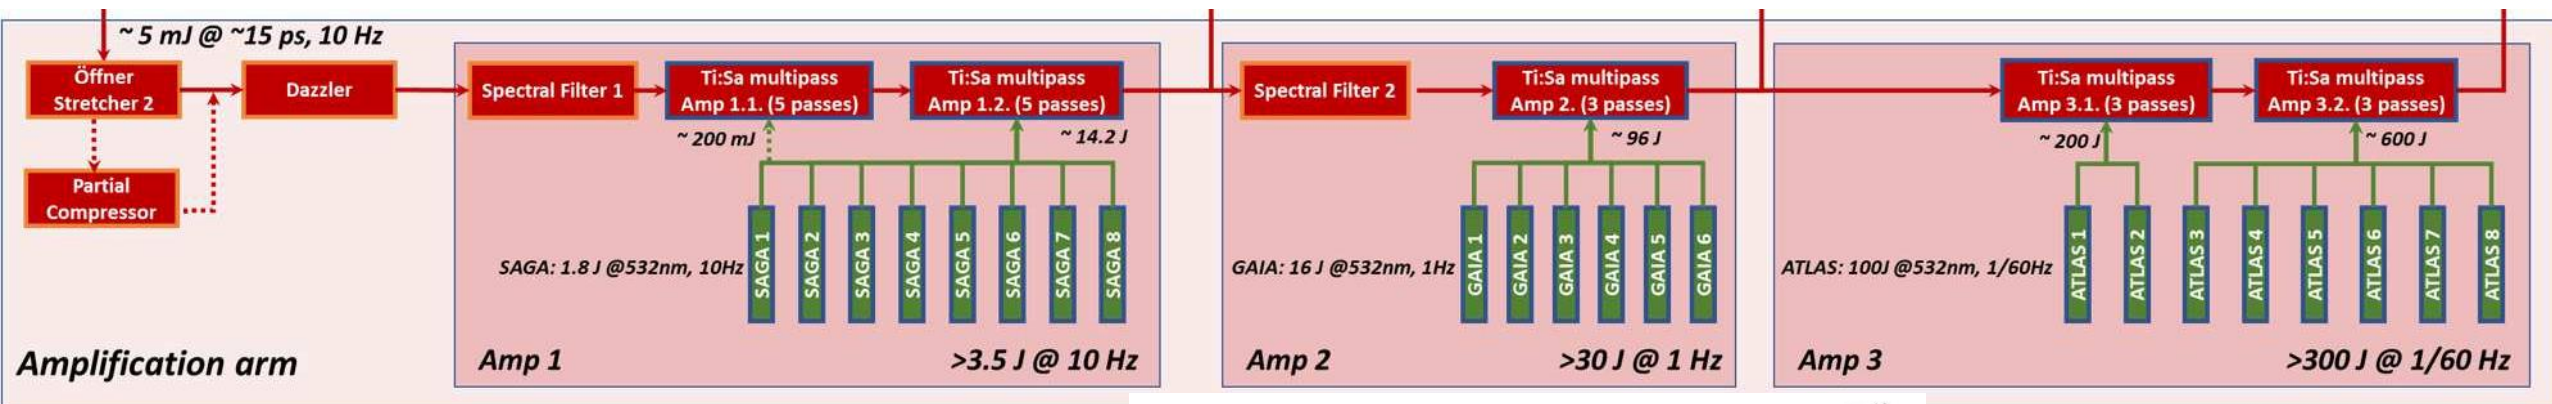 ~ 5 mJ @ ~15 ps, 10 Hz
Öffner
Stretcher 2
Dazzler
Partial
Compressor
Amplification arm
Spectral Filter 1
Ti:Sa multipass
Amp 1.1. (5 passes)
Ti:Sa multipass
Amp 1.2. (5 passes)
~ 200 mJ
~ 14.2 J
SAGA: 1.8 J @532nm, 10Hz
SAGA 1
SAGA 2
SAGA 3
SAGA 4
SAGA 5
SAGA 6
SAGA 7
SAGA 8
Amp 1
>3.5 J @ 10 Hz
Spectral Filter 2
Ti:Sa multipass
Amp 2. (3 passes)
~ 96 J
GAIA: 16 J @532nm, 1Hz
GAIA 1
GAIA 2
GAIA 3
GAIA 4
GAIA 5
GAIA 6
Amp 2
>30 J @ 1 Hz
Ti:Sa multipass
Amp 3.1. (3 passes)
Ti:Sa multipass
Amp 3.2. (3 passes)
~ 200 J
~ 600 J
ATLAS: 100J @532nm, 1/60Hz
ATLAS 1
ATLAS 2
ATLAS 3
ATLAS 4
ATLAS 5
ATLAS 6
ATLAS 7
ATLAS 8
Amp 3
>300 J @ 1/60 Hz